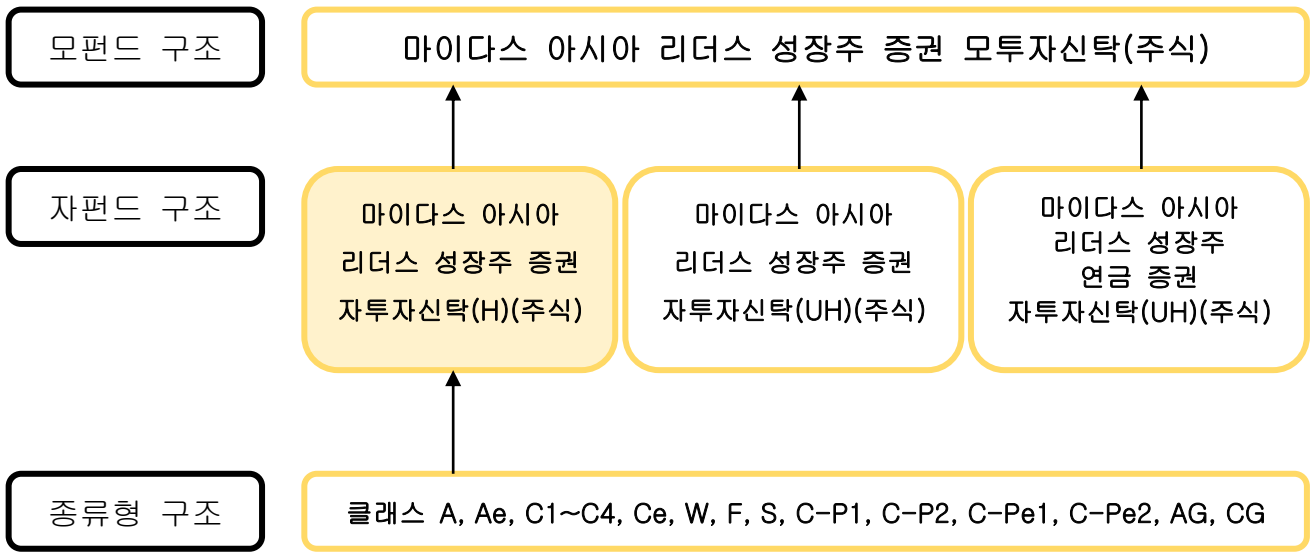 모펀드 구조
마이다스 아시아 리더스 성장주 증권 모투자신탁(주식)
자펀드 구조
마이다스 아시아
리더스 성장주 증권
자투자신탁(H)(주식)
마이다스 아시아
리더스 성장주 증권
자투자신탁(UH)(주식)
마이다스 아시아
리더스 성장주
연금 증권
자투자신탁(UH)(주식)
종류형 구조
클래스 A, Ae, C1~C4, Ce, W, F, S, C-P1, C-P2, C-Pe1, C-Pe2, AG, CG